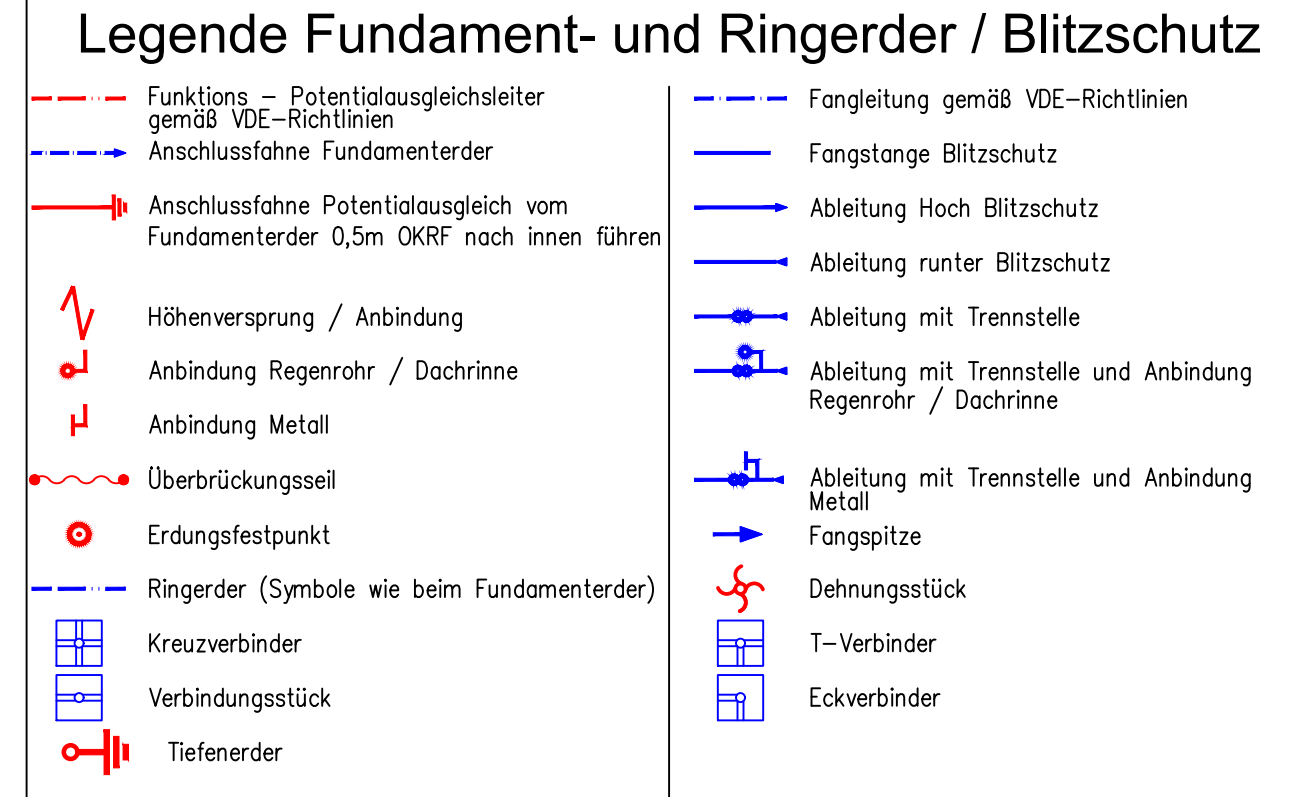 Legende Fundament- und Ringerder / Blitzschutz
Funktions – Potentialausgleichsleiter
gemäß VDE–Richtlinien
Anschlussfahne Fundamenterder
Anschlussfahne Potentialausgleich vom
Fundamenterder 0,5m OKRF nach innen führen
Höhenversprung / Anbindung
Anbindung Regenrohr / Dachrinne
Anbindung Metall
Überbrückungsseil
Erdungsfestpunkt
Ringerder (Symbole wie beim Fundamenterder)
Kreuzverbinder
Verbindungsstück
Tiefenerder
Fangleitung gemäß VDE–Richtlinien
Fangstange Blitzschutz
Ableitung Hoch Blitzschutz
Ableitung runter Blitzschutz
Ableitung mit Trennstelle
Ableitung mit Trennstelle und Anbindung
Regenrohr / Dachrinne
Ableitung mit Trennstelle und Anbindung
Metall
Fangspitze
Dehnungsstück
T–Verbinder
Eckverbinder